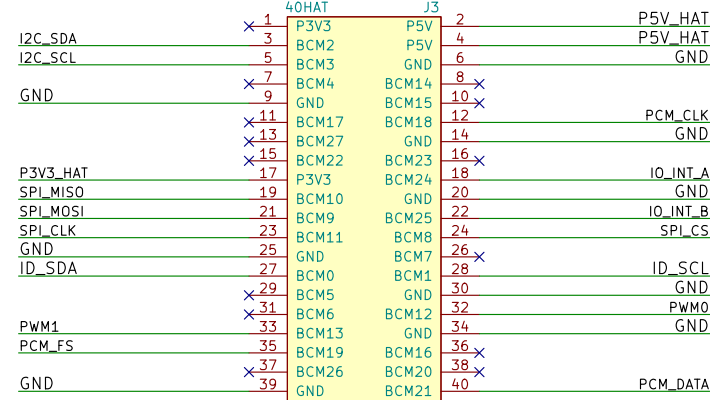 40HAT J3
1 P3V3 P5V 2 P5V_HAT
I2C_SDA 3 BCM2 P5V 4 P5V_HAT
I2C_SCL 5 BCM3 GND 6 GND
7 BCM4 BCM14 8
GND 9 GND BCM15 10
11 BCM17 BCM18 12 PCM_CLK
13 BCM27 GND 14 GND
15 BCM22 BCM23 16
P3V3_HAT 17 P3V3 BCM24 18 IO_INT_A
SPI_MISO 19 BCM10 GND 20 GND
SPI_MOSI 21 BCM9 BCM25 22 IO_INT_B
SPI_CLK 23 BCM11 BCM8 24 SPI_CS
GND 25 GND BCM7 26
ID_SDA 27 BCM0 BCM1 28 ID_SCL
29 BCM5 GND 30 GND
31 BCM6 BCM12 32 PWM0
PWM1 33 BCM13 GND 34 GND
PCM_FS 35 BCM19 BCM16 36
37 BCM26 BCM20 38
GND 39 GND BCM21 40 PCM_DATA